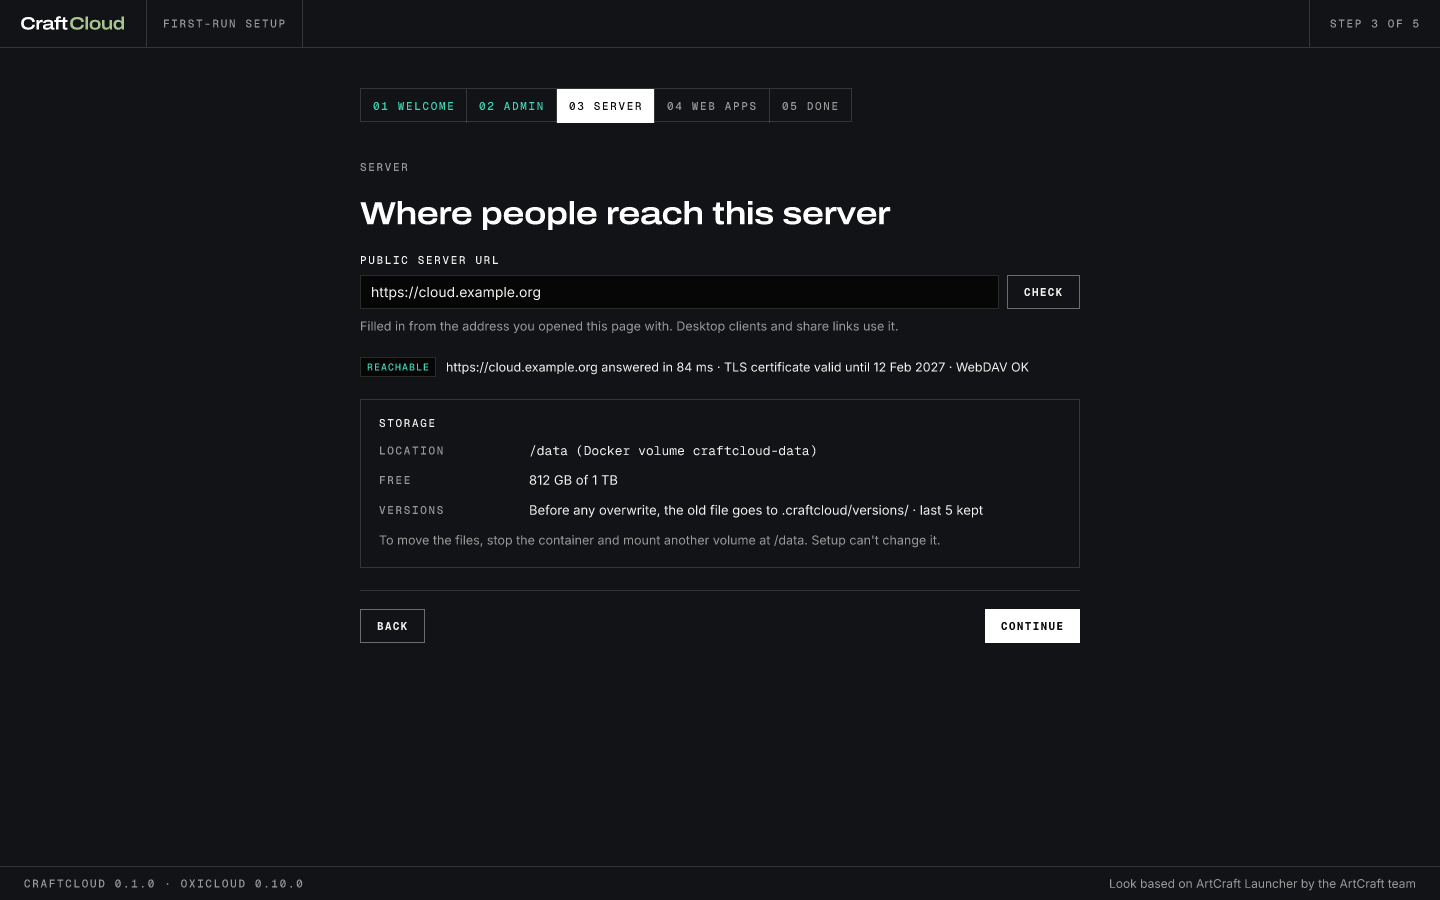 CraftCloud
FIRST-RUN SETUP
STEP 3 OF 5
01 WELCOME
02 ADMIN
03 SERVER
04 WEB APPS
05 DONE
SERVER
Where people reach this server
PUBLIC SERVER URL
https://cloud.example.org
CHECK
Filled in from the address you opened this page with. Desktop clients and share links use it.
REACHABLE
https://cloud.example.org answered in 84 ms · TLS certificate valid until 12 Feb 2027 · WebDAV OK
STORAGE
LOCATION
/data (Docker volume craftcloud-data)
FREE
812 GB of 1 TB
VERSIONS
Before any overwrite, the old file goes to .craftcloud/versions/ · last 5 kept
To move the files, stop the container and mount another volume at /data. Setup can't change it.
BACK
CONTINUE
CRAFTCLOUD 0.1.0 · OXICLOUD 0.10.0
Look based on ArtCraft Launcher by the ArtCraft team